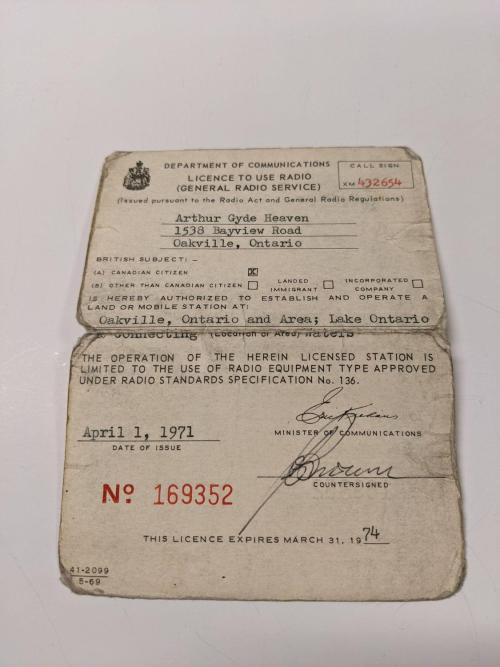 DEPARTMENT OF COMMUNICATIONS
LICENCE TO USE RADIO
(GENERAL RADIO SERVICE)
(Issued pursuant to the Radio Act and General Radio Regulations)
CALL SIGN
XM 432654
Arthur Gyde Heaven
1538 Bayview Road
Oakville, Ontario
BRITISH SUBJECT: -
(A) CANADIAN CITIZEN X
(B) OTHER THAN CANADIAN CITIZEN LANDED IMMIGRANT INCORPORATED COMPANY
IS HEREBY AUTHORIZED TO ESTABLISH AND OPERATE A
LAND OR MOBILE STATION AT:
Oakville, Ontario and Area; Lake Ontario
& Connecting (Location or Area) Waters
THE OPERATION OF THE HEREIN LICENSED STATION IS
LIMITED TO THE USE OF RADIO EQUIPMENT TYPE APPROVED
UNDER RADIO STANDARDS SPECIFICATION No. 136.
April 1, 1971
DATE OF ISSUE
MINISTER OF COMMUNICATIONS
Brown
COUNTERSIGNED
No 169352
THIS LICENCE EXPIRES MARCH 31, 1974
41-2099
5-69